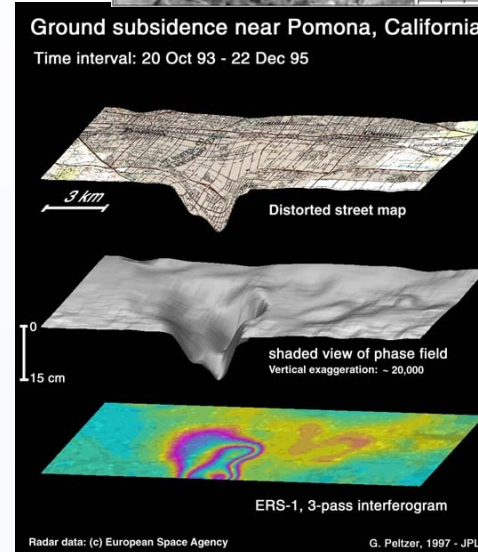 Ground subsidence near Pomona, California
Time interval: 20 Oct 93 - 22 Dec 95
3 km
Distorted street map
0
15 cm
shaded view of phase field
Vertical exaggeration: ~ 20,000
ERS-1, 3-pass interferogram
Radar data: (c) European Space Agency
G. Peltzer, 1997 - JPL